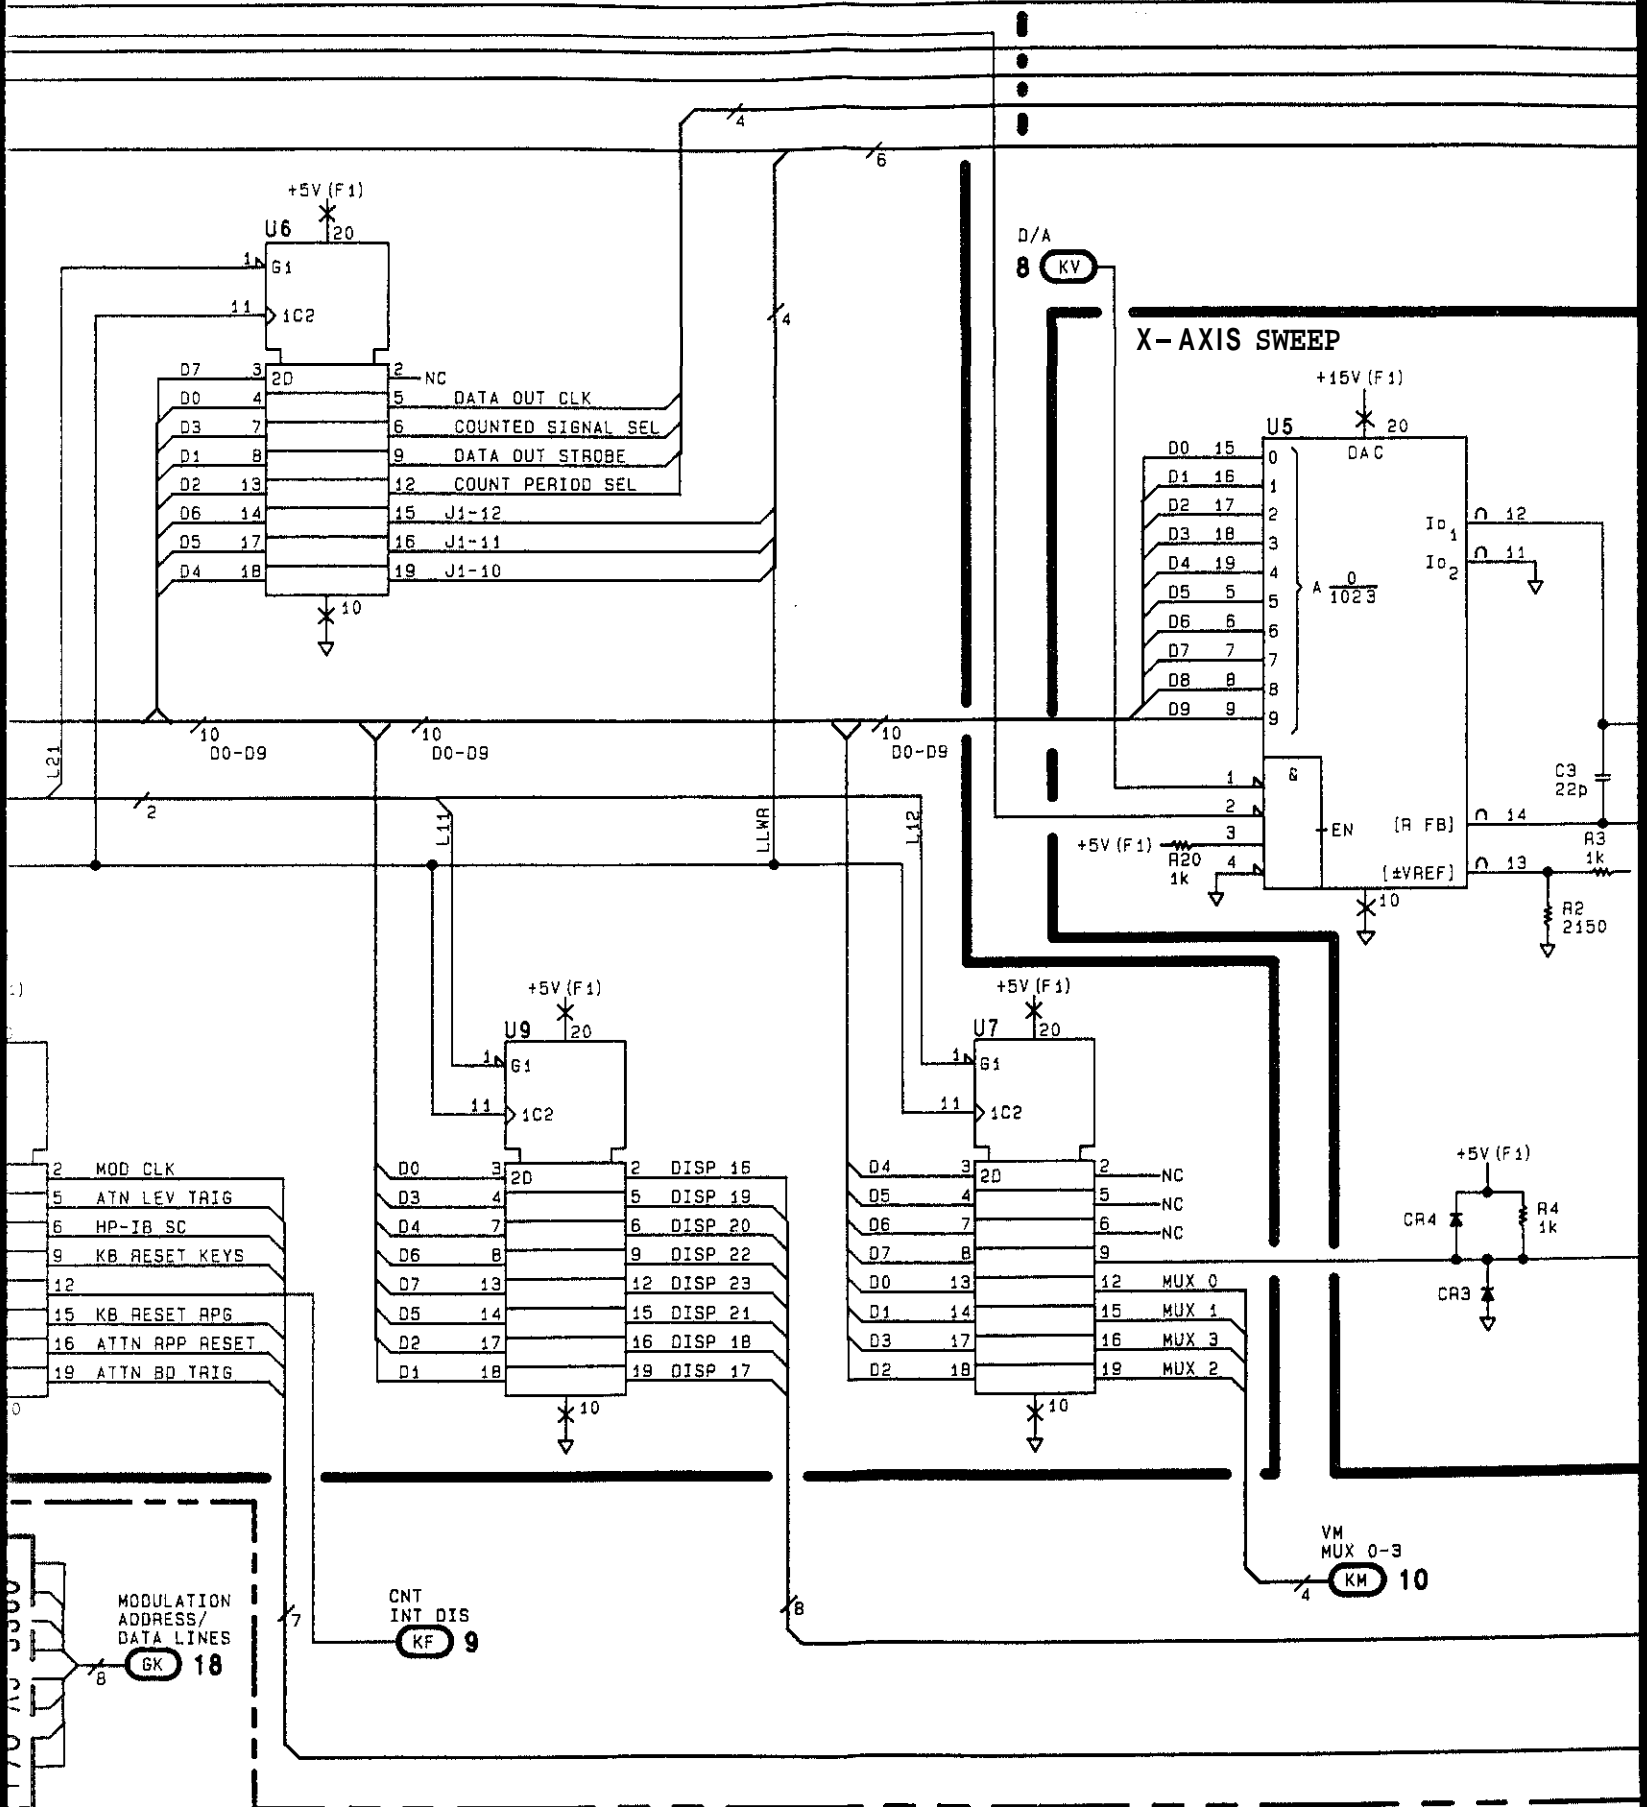 4
6
+5V(F1)
U6
20
1
G1
11
1C2
4
D7 3 2D 2 NC
D0 4 5 DATA OUT CLK
D3 7 6 COUNTED SIGNAL SEL
D1 8 9 DATA OUT STROBE
D2 13 12 COUNT PERIOD SEL
D6 14 15 J1-12
D5 17 16 J1-11
D4 18 19 J1-10
10
D/A
8 KV
X-AXIS SWEEP
+15V(F1)
U5
20
DAC
D0 15 0
D1 16 1
D2 17 2
D3 18 3
D4 19 4
D5 5 5
D6 6 6
D7 7 7
D8 8 8
D9 9 9
A 0
1023
IO1 12
IO2 11
1
&
2
3
EN
4
+5V(F1)
R20
1k
[R FB] 14
[±VREF] 13
10
C3
22p
R3
1k
R2
2150
10
D0-D9
10
D0-D9
10
D0-D9
L21
2
L11
LLWR
L12
+5V(F1)
U9
20
1
G1
11
1C2
D0 3 2D 2 DISP 16
D3 4 5 DISP 19
D4 7 6 DISP 20
D6 8 9 DISP 22
D7 13 12 DISP 23
D5 14 15 DISP 21
D2 17 16 DISP 18
D1 18 19 DISP 17
10
+5V(F1)
U7
20
1
G1
11
1C2
D4 3 2D 2 NC
D5 4 5 NC
D6 7 6 NC
D7 8 9
D0 13 12 MUX 0
D1 14 15 MUX 1
D3 17 16 MUX 3
D2 18 19 MUX 2
10
2 MOD CLK
5 ATN LEV TRIG
6 HP-IB SC
9 KB RESET KEYS
12
15 KB RESET RPG
16 ATTN RPP RESET
19 ATTN BD TRIG
0
+5V(F1)
CR4
R4
1k
CR3
VM
MUX 0-3
4
KM 10
MODULATION
ADDRESS/
DATA LINES
8
GK 18
7
CNT
INT DIS
KF 9
8